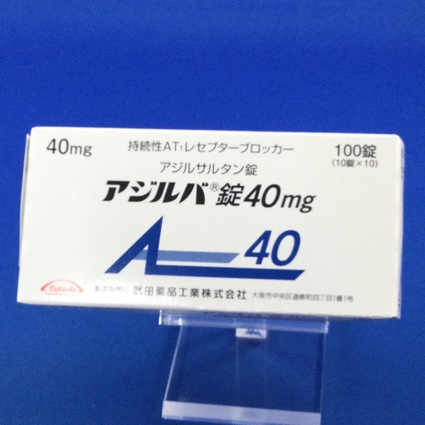 40mg
持続性AT₁レセプターブロッカー
100錠
(10錠×10)
アジルサルタン錠
アジルバ®錠40mg
40
Takeda
武田薬品工業株式会社
大阪市中央区道修町四丁目1番1号